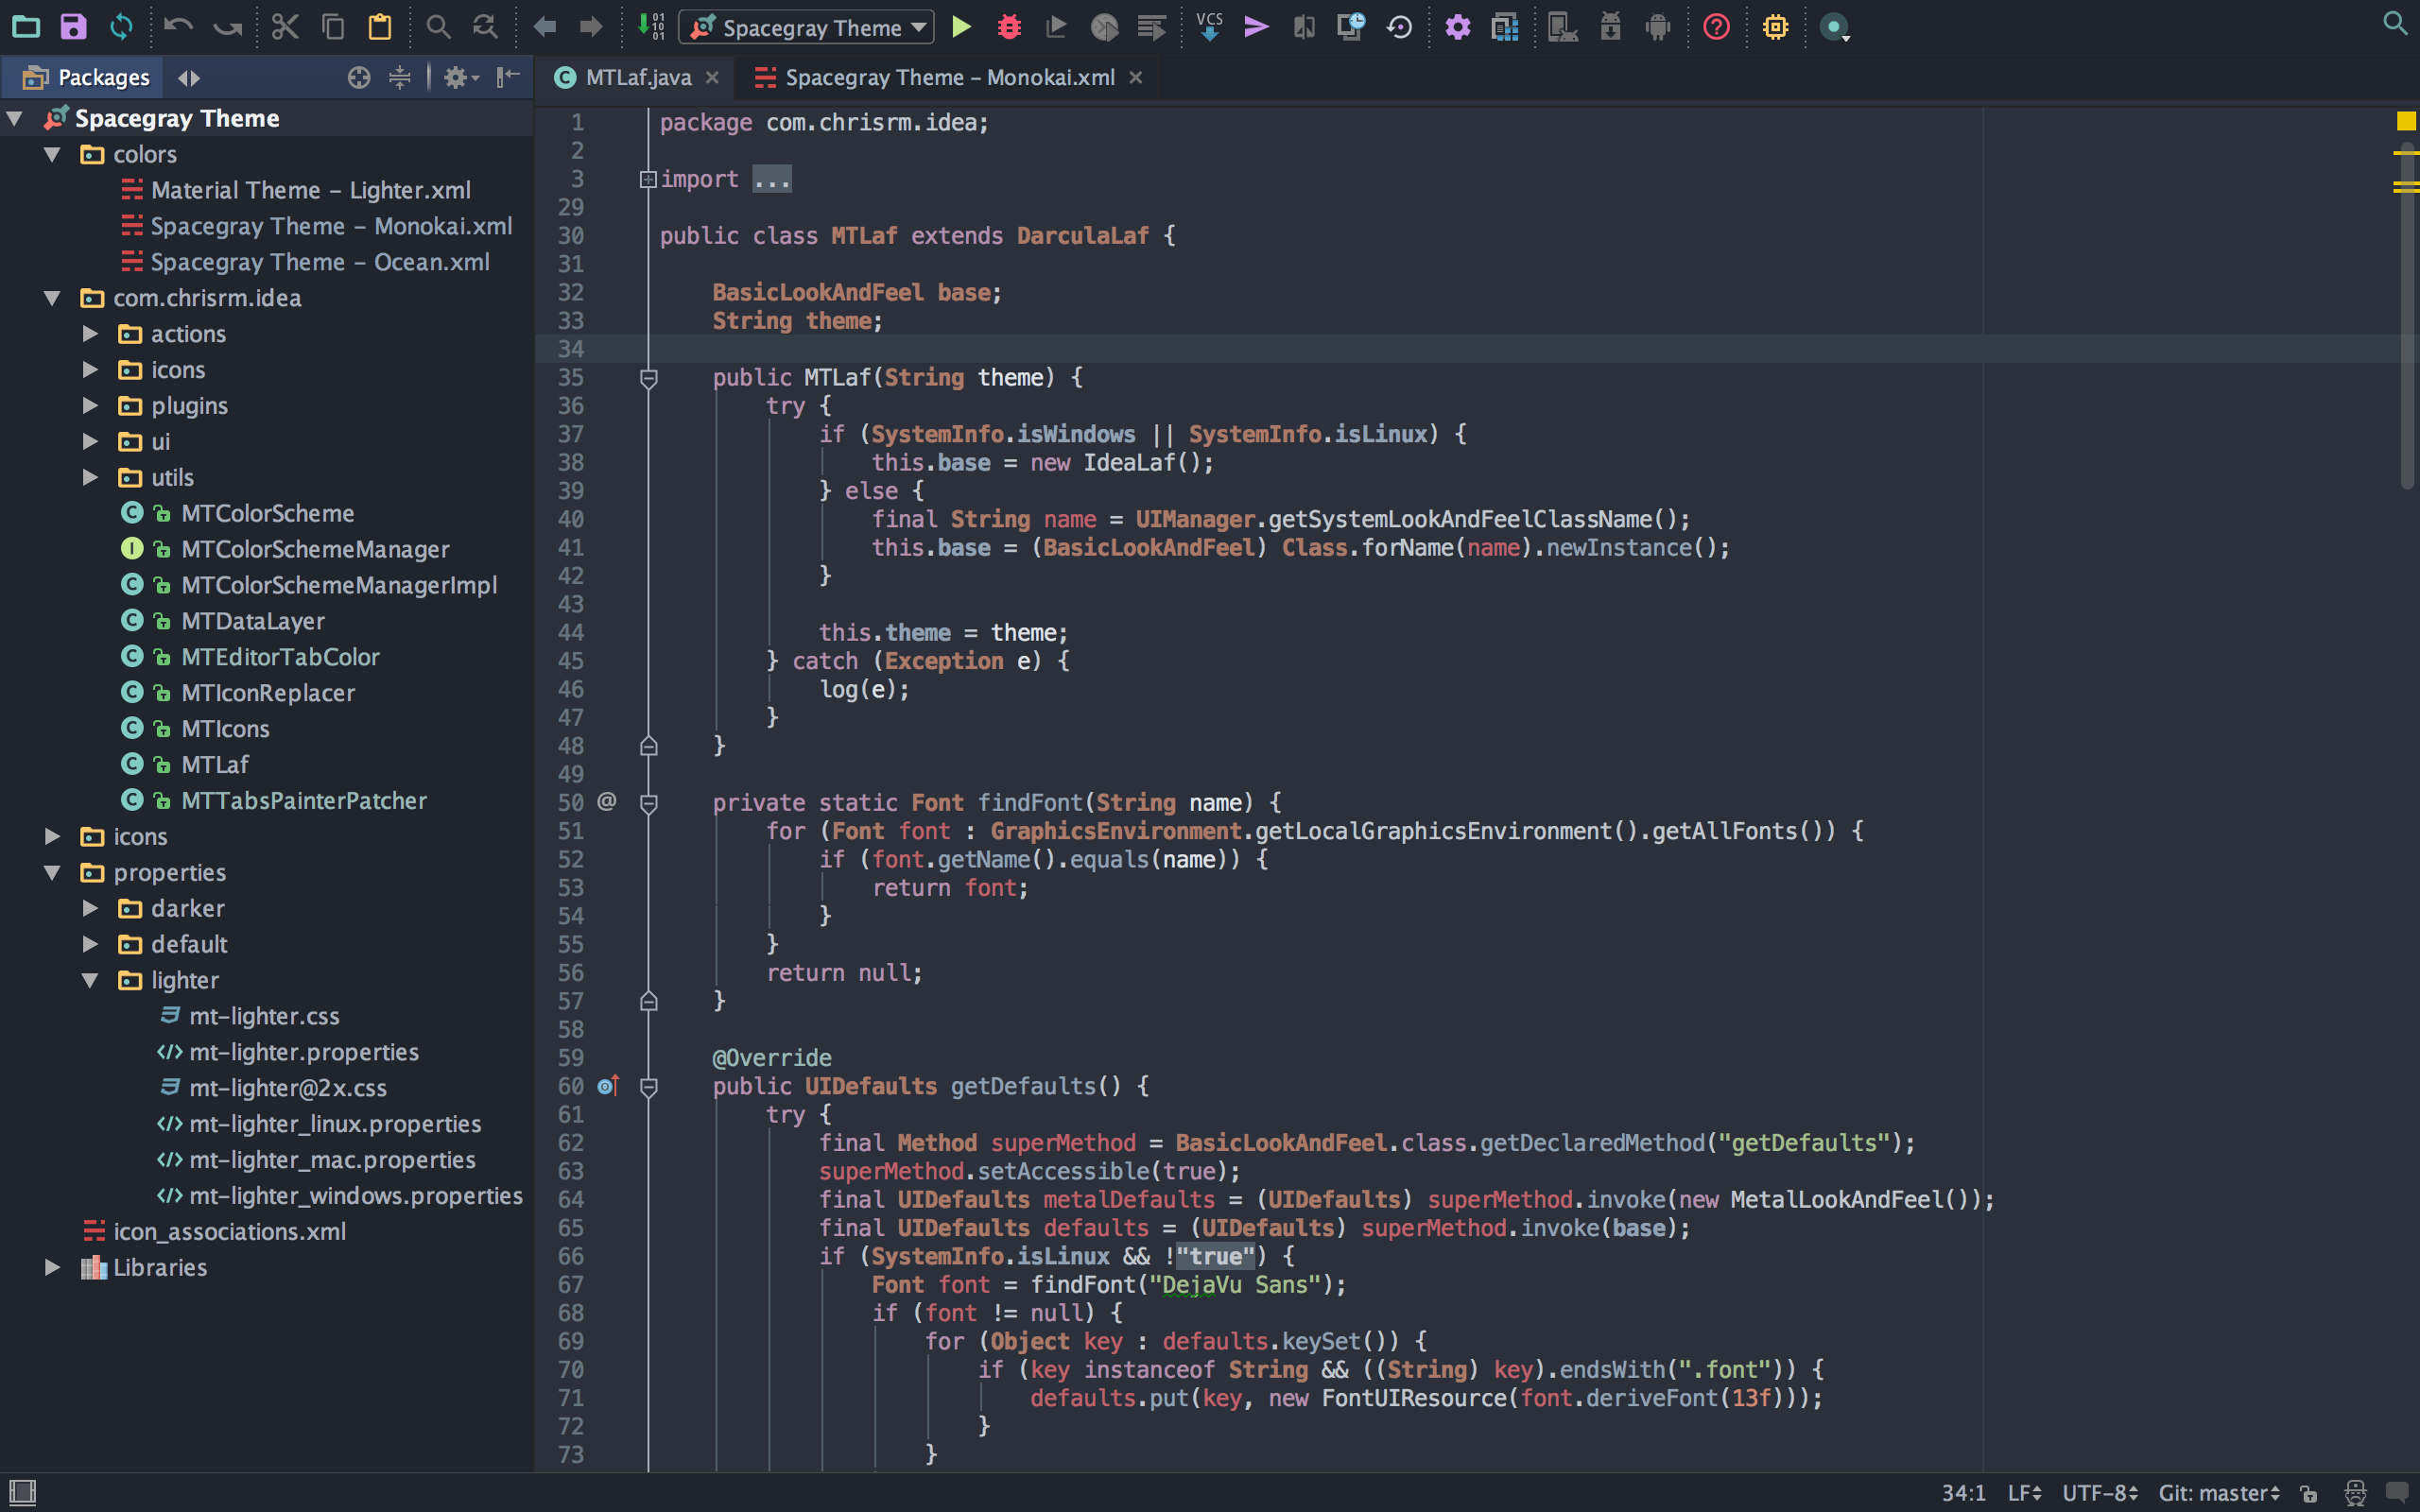 VCS
Spacegray Theme
Packages
MTLaf.java
Spacegray Theme – Monokai.xml
Spacegray Theme
colors
Material Theme – Lighter.xml
Spacegray Theme – Monokai.xml
Spacegray Theme – Ocean.xml
com.chrisrm.idea
actions
icons
plugins
ui
utils
C MTColorScheme
I MTColorSchemeManager
C MTColorSchemeManagerImpl
C MTDataLayer
C MTEditorTabColor
C MTIconReplacer
C MTIcons
C MTLaf
C MTTabsPainterPatcher
icons
properties
darker
default
lighter
mt-lighter.css
mt-lighter.properties
mt-lighter@2x.css
mt-lighter_linux.properties
mt-lighter_mac.properties
mt-lighter_windows.properties
icon_associations.xml
Libraries
1 package com.chrisrm.idea;
2
3 import ...
29
30 public class MTLaf extends DarculaLaf {
31
32 BasicLookAndFeel base;
33 String theme;
34
35 public MTLaf(String theme) {
36 try {
37 if (SystemInfo.isWindows || SystemInfo.isLinux) {
38 this.base = new IdeaLaf();
39 } else {
40 final String name = UIManager.getSystemLookAndFeelClassName();
41 this.base = (BasicLookAndFeel) Class.forName(name).newInstance();
42 }
43
44 this.theme = theme;
45 } catch (Exception e) {
46 log(e);
47 }
48 }
49
50 @ private static Font findFont(String name) {
51 for (Font font : GraphicsEnvironment.getLocalGraphicsEnvironment().getAllFonts()) {
52 if (font.getName().equals(name)) {
53 return font;
54 }
55 }
56 return null;
57 }
58
59 @Override
60 public UIDefaults getDefaults() {
61 try {
62 final Method superMethod = BasicLookAndFeel.class.getDeclaredMethod("getDefaults");
63 superMethod.setAccessible(true);
64 final UIDefaults metalDefaults = (UIDefaults) superMethod.invoke(new MetalLookAndFeel());
65 final UIDefaults defaults = (UIDefaults) superMethod.invoke(base);
66 if (SystemInfo.isLinux && !"true") {
67 Font font = findFont("DejaVu Sans");
68 if (font != null) {
69 for (Object key : defaults.keySet()) {
70 if (key instanceof String && ((String) key).endsWith(".font")) {
71 defaults.put(key, new FontUIResource(font.deriveFont(13f)));
72 }
73 }
34:1 LF UTF-8 Git: master